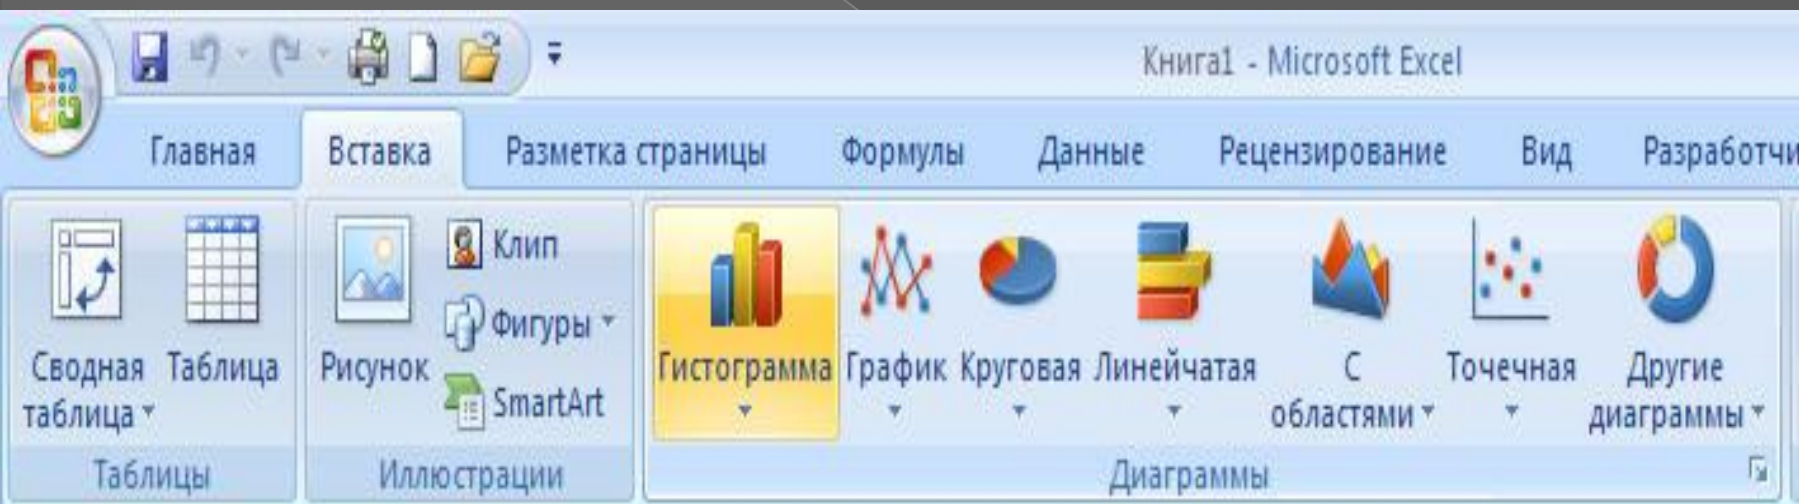 Книга1 - Microsoft Excel
Главная Вставка Разметка страницы Формулы Данные Рецензирование Вид Разработчи
Сводная таблица
Таблица
Рисунок
Клип
Фигуры
SmartArt
Гистограмма
График
Круговая
Линейчатая
С
областями
Точечная
Другие
диаграммы
Таблицы
Иллюстрации
Диаграммы